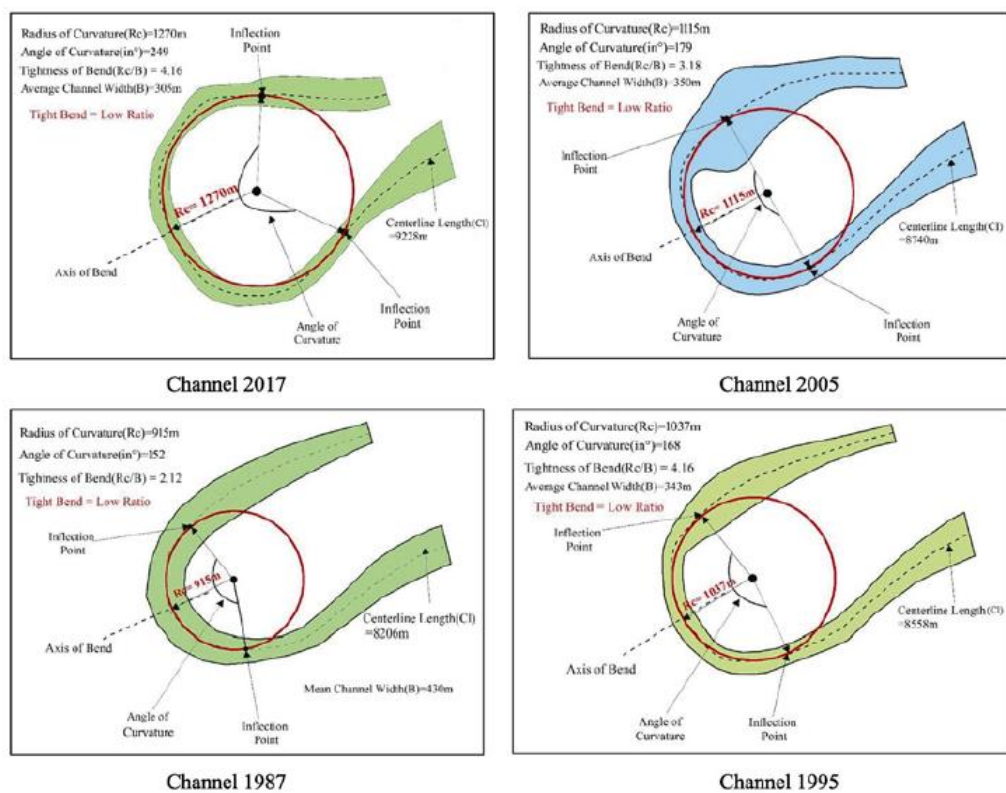 Radius of Curvature(Rc)=1270m
Angle of Curvature(in°)=249
Tightness of Bend(Rc/B) = 4.16
Average Channel Width(B)=305m
Tight Bend = Low Ratio
Inflection
Point
Rc= 1270m
Centerline Length(Cl)
=9228m
Axis of Bend
Angle of
Curvature
Inflection
Point
Channel 2017
Radius of Curvature(Rc)=1115m
Angle of Curvature(in°)=179
Tightness of Bend(Rc/B) = 3.18
Average Channel Width(B)=350m
Tight Bend = Low Ratio
Inflection
Point
Rc= 1115m
Centerline Length(Cl)
=8740m
Axis of Bend
Angle of
Curvature
Inflection
Point
Channel 2005
Radius of Curvature(Rc)=915m
Angle of Curvature(in°)=152
Tightness of Bend(Rc/B) = 2.12
Tight Bend = Low Ratio
Inflection
Point
Rc= 915m
Centerline Length(Cl)
=8206m
Axis of Bend
Mean Channel Width(B)=430m
Angle of
Curvature
Inflection
Point
Channel 1987
Radius of Curvature(Rc)=1037m
Angle of Curvature(in°)=168
Tightness of Bend(Rc/B) = 4.16
Average Channel Width(B)=343m
Tight Bend = Low Ratio
Inflection
Point
Rc= 1037m
Centerline Length(Cl)
=8558m
Axis of Bend
Angle of
Curvature
Inflection
Point
Channel 1995